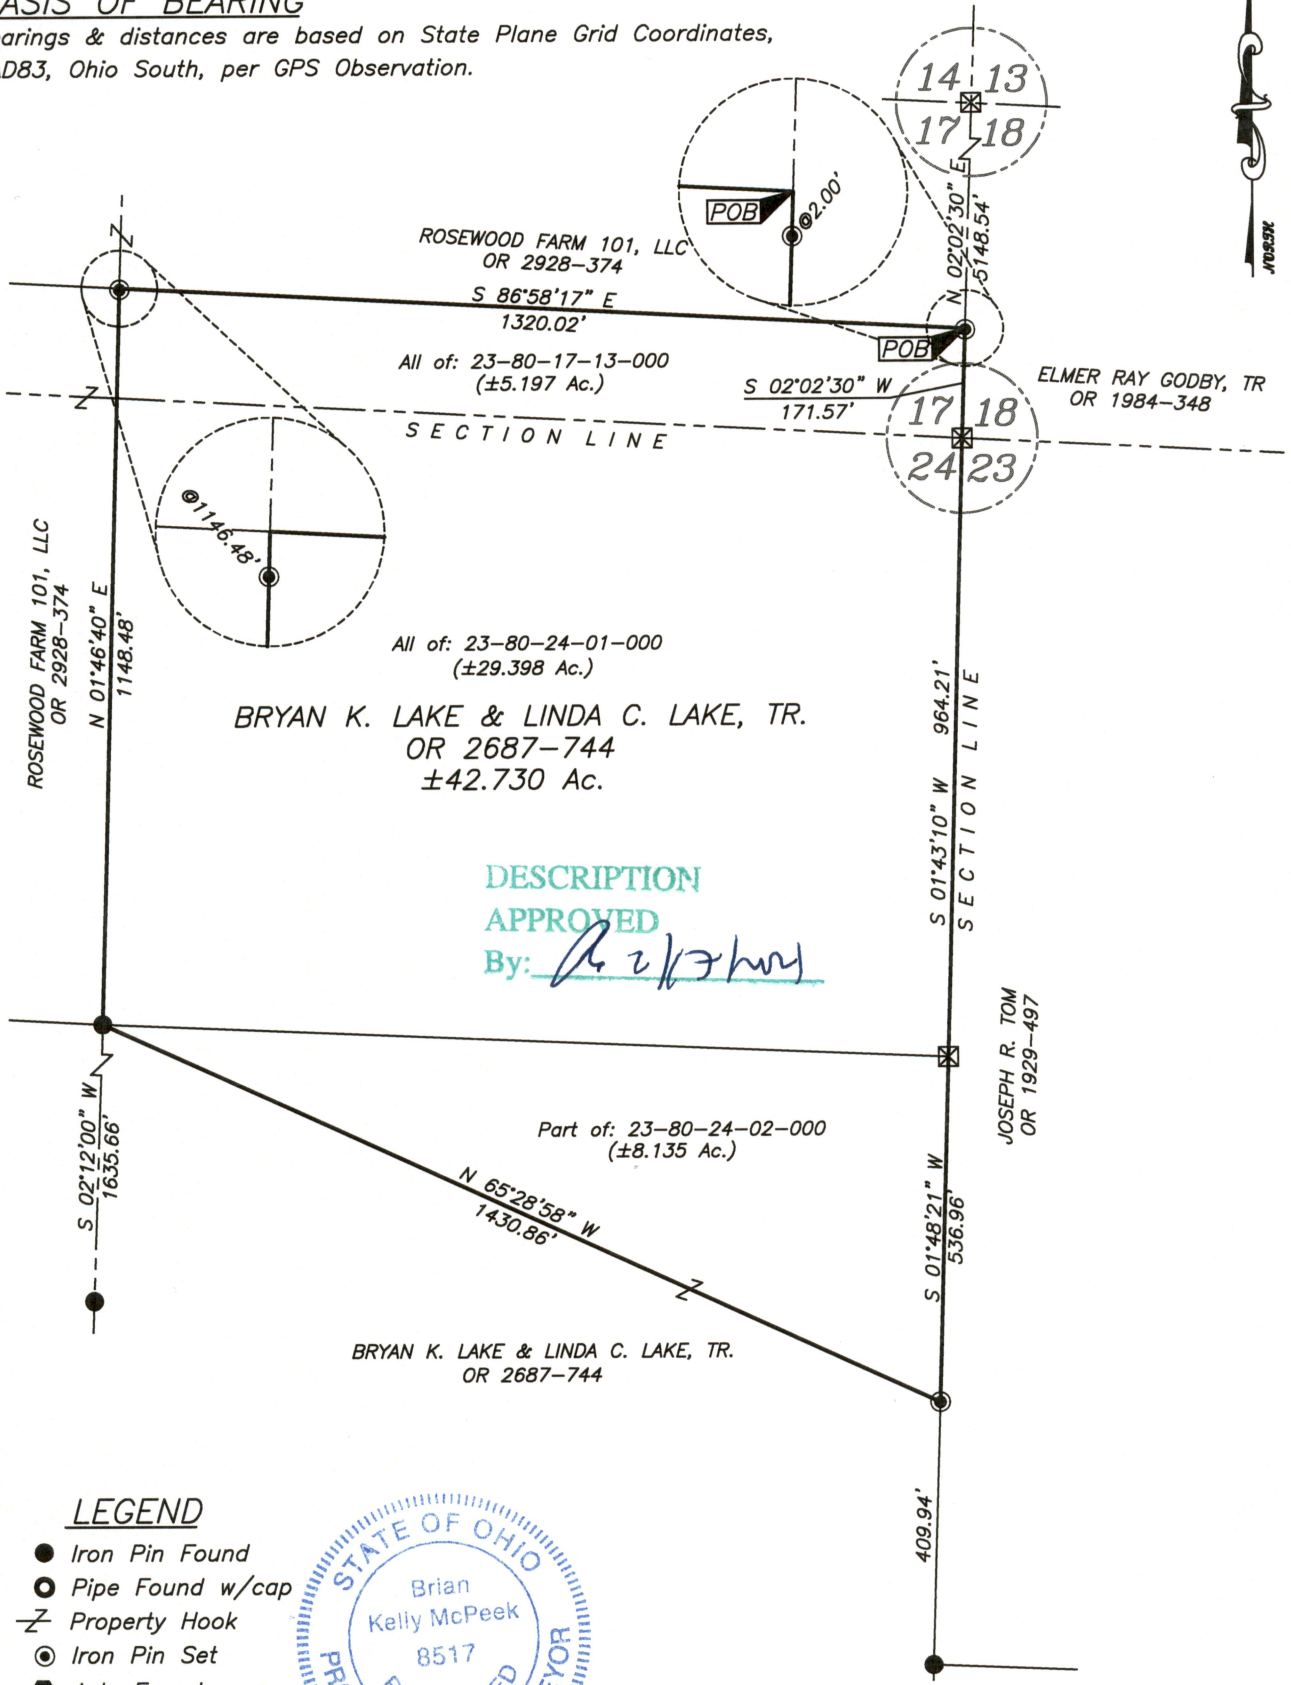 ASIS OF BEARING
arings & distances are based on State Plane Grid Coordinates,
AD83, Ohio South, per GPS Observation.
14 13
17 18
N 02°02'30" E
5148.54'
NORTH
POB
@2.00'
ROSEWOOD FARM 101, LLC
OR 2928-374
S 86°58'17" E
1320.02'
POB
All of: 23-80-17-13-000
(±5.197 Ac.)
S 02°02'30" W
171.57'
ELMER RAY GODBY, TR
OR 1984-348
17 18
24 23
SECTION LINE
@1146.48'
ROSEWOOD FARM 101, LLC
OR 2928-374
N 01°46'40" E
1148.48'
All of: 23-80-24-01-000
(±29.398 Ac.)
BRYAN K. LAKE & LINDA C. LAKE, TR.
OR 2687-744
±42.730 Ac.
S 01°43'10" W 964.21'
SECTION LINE
DESCRIPTION
APPROVED
By:
JOSEPH R. TOM
OR 1929-497
S 02°12'00" W
1635.66'
Part of: 23-80-24-02-000
(±8.135 Ac.)
N 65°28'58" W
1430.86'
S 01°48'21" W
536.96'
BRYAN K. LAKE & LINDA C. LAKE, TR.
OR 2687-744
409.94'
LEGEND
Iron Pin Found
Pipe Found w/cap
Property Hook
Iron Pin Set
STATE OF OHIO
Brian
Kelly McPeek
8517